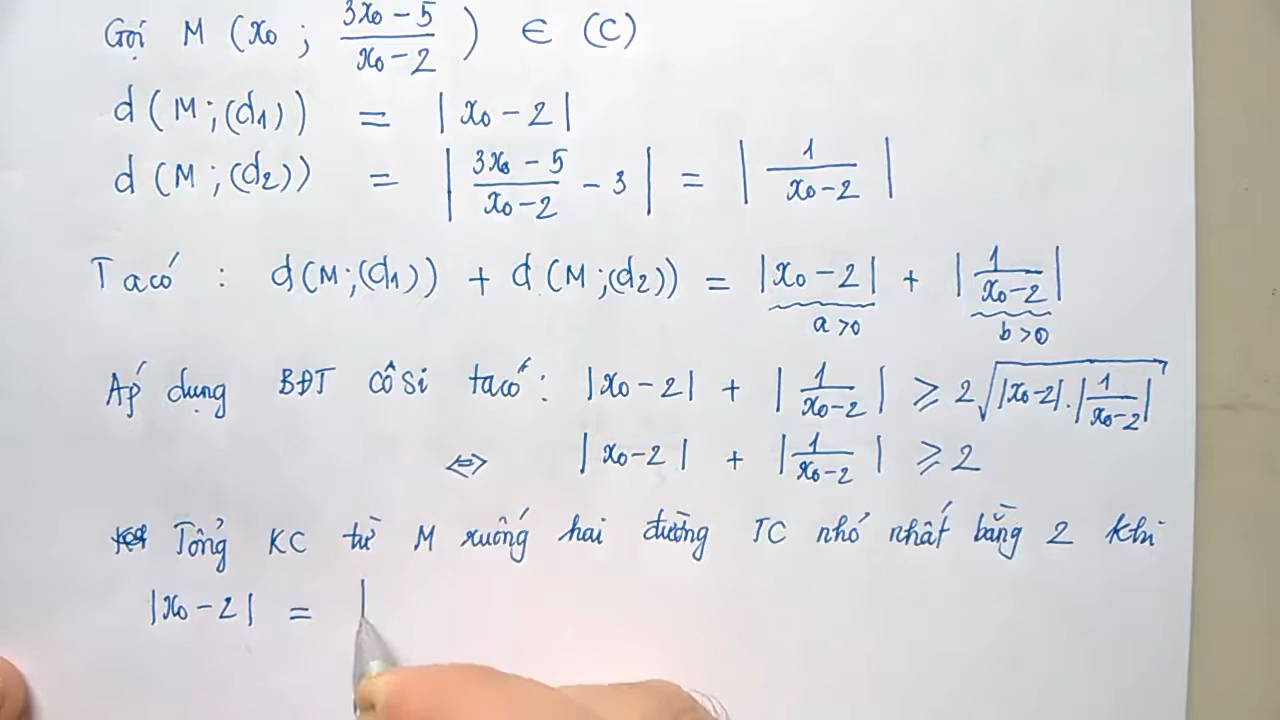 Gọi M (x₀ ; (3x₀ – 5)/(x₀ – 2)) ∈ (C)
d(M;(d₁)) = |x₀ – 2|
d(M;(d₂)) = |(3x₀ – 5)/(x₀ – 2) – 3| = |1/(x₀ – 2)|
Ta có : d(M;(d₁)) + d(M;(d₂)) = |x₀ – 2| + |1/(x₀ – 2)|
a>0 b>0
Áp dụng BĐT côsi ta có : |x₀ – 2| + |1/(x₀ – 2)| ≥ 2√(|x₀ – 2|.|1/(x₀ – 2)|)
⇔ |x₀ – 2| + |1/(x₀ – 2)| ≥ 2
Tổng KC từ M xuống hai đường TC nhỏ nhất bằng 2 khi
|x₀ – 2| = |